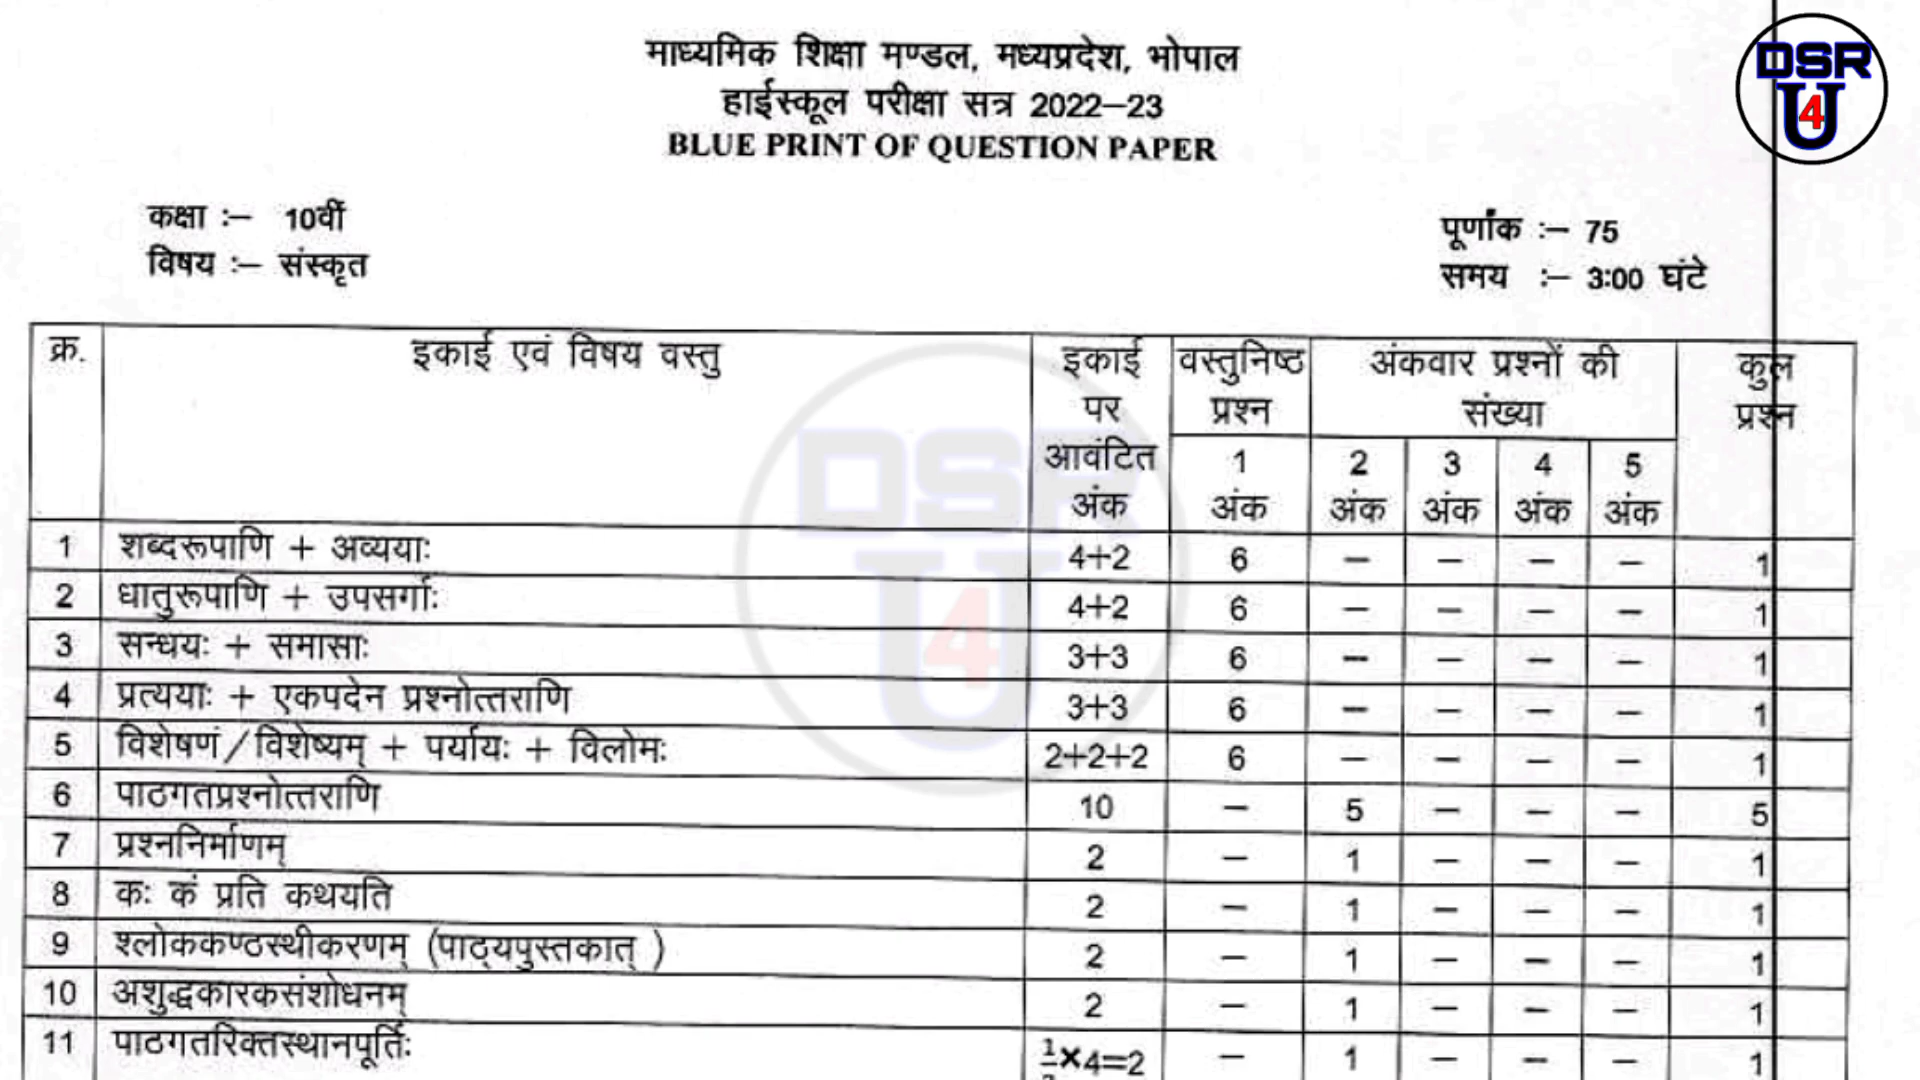 माध्यमिक शिक्षा मण्डल, मध्यप्रदेश, भोपाल
हाईस्कूल परीक्षा सत्र 2022–23
BLUE PRINT OF QUESTION PAPER
DSR
U
4
कक्षा :– 10वीं
विषय :– संस्कृत
पूर्णांक :– 75
समय :– 3:00 घंटे
क्र. इकाई एवं विषय वस्तु इकाई पर आवंटित अंक वस्तुनिष्ठ प्रश्न अंकवार प्रश्नों की संख्या कुल प्रश्न
1 अंक 2 अंक 3 अंक 4 अंक 5 अंक
1 शब्दरूपाणि + अव्ययाः 4+2 6 – – – – 1
2 धातुरूपाणि + उपसर्गाः 4+2 6 – – – – 1
3 सन्धयः + समासाः 3+3 6 – – – – 1
4 प्रत्ययाः + एकपदेन प्रश्नोत्तराणि 3+3 6 – – – – 1
5 विशेषणं/विशेष्यम् + पर्यायः + विलोमः 2+2+2 6 – – – – 1
6 पाठगतप्रश्नोत्तराणि 10 – 5 – – – 5
7 प्रश्ननिर्माणम् 2 – 1 – – – 1
8 कः कं प्रति कथयति 2 – 1 – – – 1
9 श्लोककण्ठस्थीकरणम् (पाठ्यपुस्तकात् ) 2 – 1 – – – 1
10 अशुद्धकारकसंशोधनम् 2 – 1 – – – 1
11 पाठगतरिक्तस्थानपूर्तिः ½×4=2 – 1 – – – 1
DSR
U
4